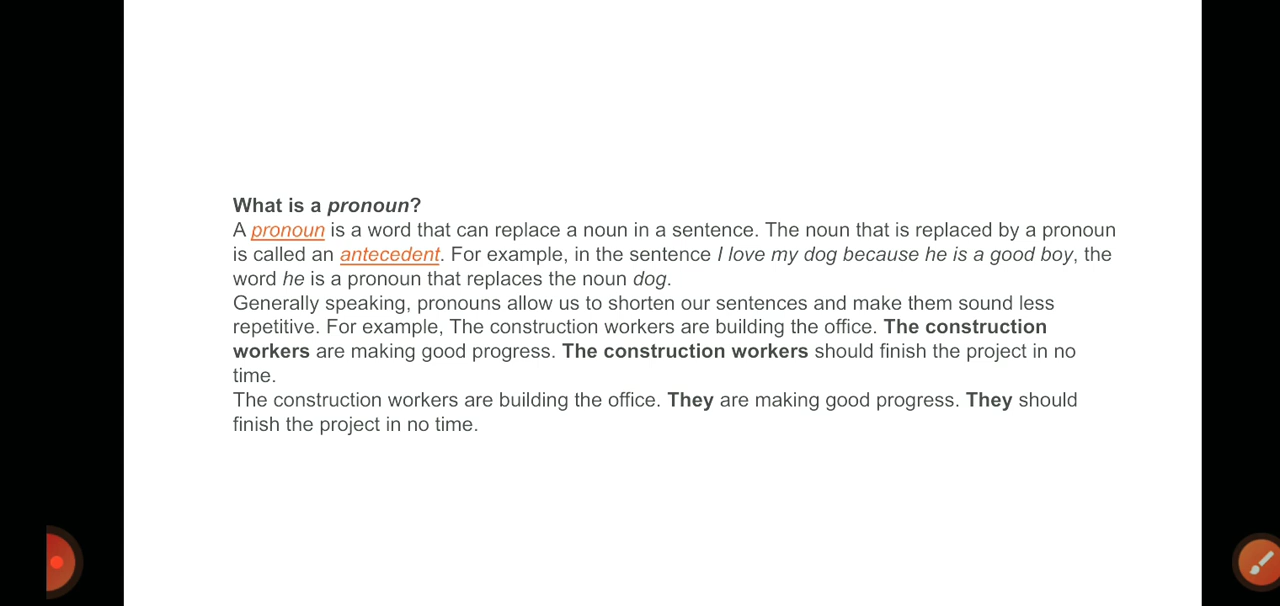 What is a pronoun?
A pronoun is a word that can replace a noun in a sentence. The noun that is replaced by a pronoun
is called an antecedent. For example, in the sentence I love my dog because he is a good boy, the
word he is a pronoun that replaces the noun dog.
Generally speaking, pronouns allow us to shorten our sentences and make them sound less
repetitive. For example, The construction workers are building the office. The construction
workers are making good progress. The construction workers should finish the project in no
time.
The construction workers are building the office. They are making good progress. They should
finish the project in no time.